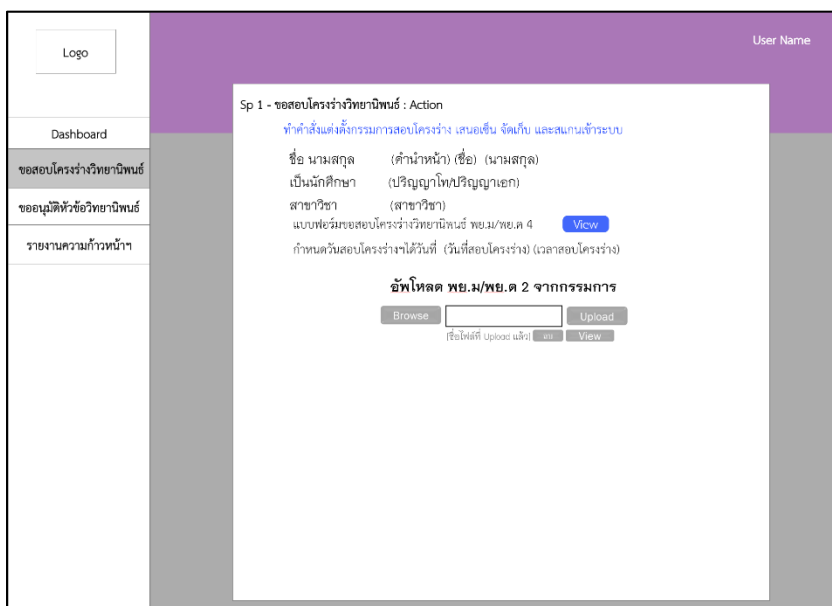 Logo
User Name
Dashboard
ขอสอบโครงร่างวิทยานิพนธ์
ขออนุมัติหัวข้อวิทยานิพนธ์
รายงานความก้าวหน้าฯ
Sp 1 - ขอสอบโครงร่างวิทยานิพนธ์ : Action
ทำคำสั่งแต่งตั้งกรรมการสอบโครงร่าง เสนอเซ็น จัดเก็บ และสแกนเข้าระบบ
ชื่อ นามสกุล (คำนำหน้า) (ชื่อ) (นามสกุล)
เป็นนักศึกษา (ปริญญาโท/ปริญญาเอก)
สาขาวิชา (สาขาวิชา)
แบบฟอร์มขอสอบโครงร่างวิทยานิพนธ์ พย.ม/พย.ด 4 View
กำหนดวันสอบโครงร่างฯได้วันที่ (วันที่สอบโครงร่าง) (เวลาสอบโครงร่าง)
อัพโหลด พย.ม/พย.ด 2 จากกรรมการ
Browse Upload
[ชื่อไฟล์ที่ Upload แล้ว] ลบ View